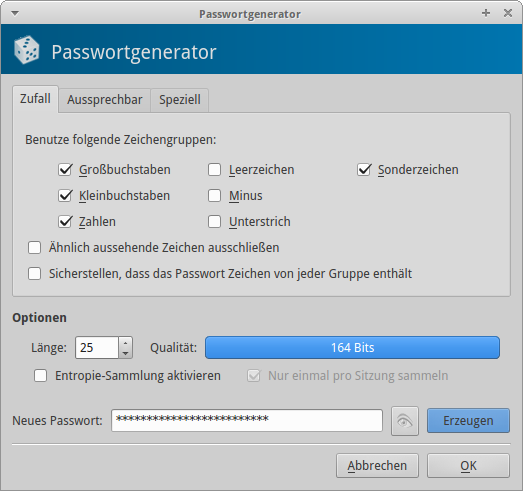 Passwortgenerator
Passwortgenerator
Zufall Aussprechbar Speziell
Benutze folgende Zeichengruppen:
Großbuchstaben Leerzeichen Sonderzeichen
Kleinbuchstaben Minus
Zahlen Unterstrich
Ähnlich aussehende Zeichen ausschließen
Sicherstellen, dass das Passwort Zeichen von jeder Gruppe enthält
Optionen
Länge: 25 Qualität: 164 Bits
Entropie-Sammlung aktivieren Nur einmal pro Sitzung sammeln
Neues Passwort: ************************* Erzeugen
Abbrechen OK